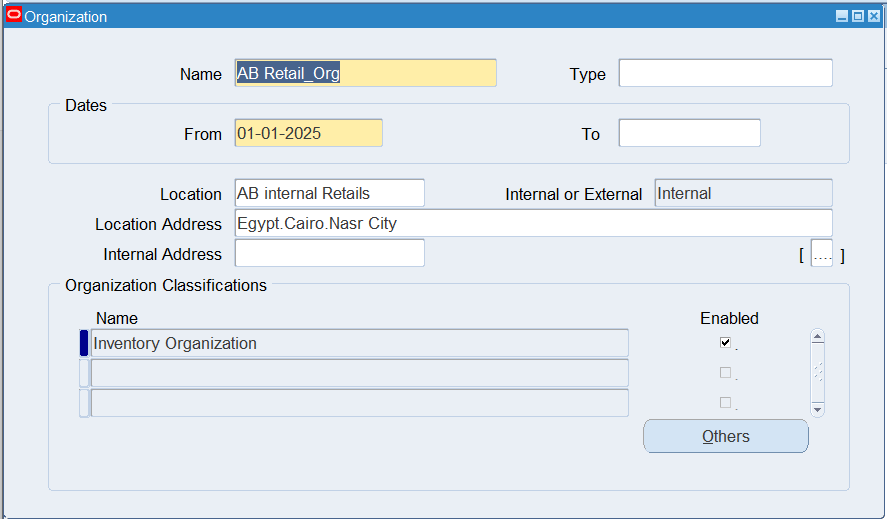 Organization
Name AB Retail_Org Type
Dates
From 01-01-2025 To
Location AB internal Retails Internal or External Internal
Location Address Egypt.Cairo.Nasr City
Internal Address [ .... ]
Organization Classifications
Name Enabled
Inventory Organization .
.
.
Others